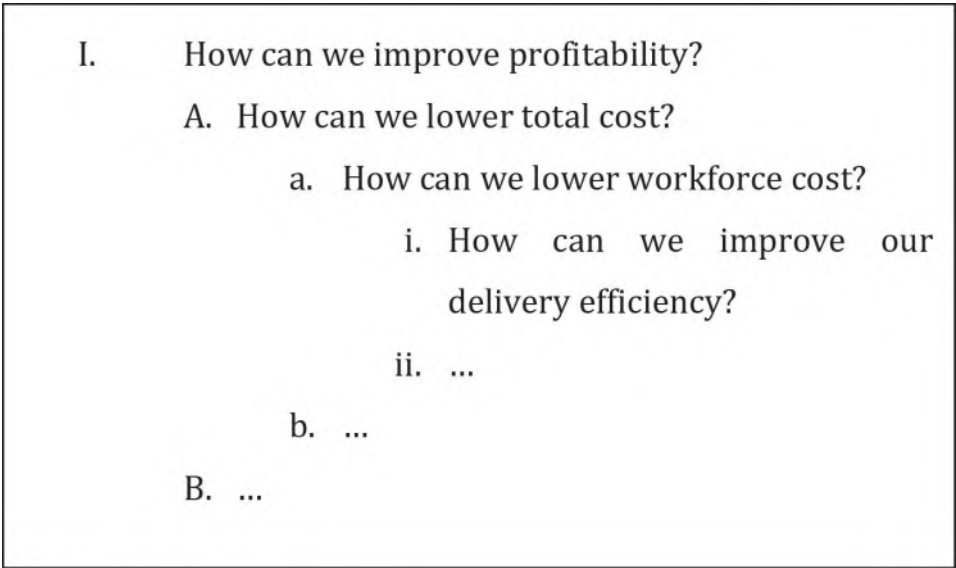 I. How can we improve profitability?
A. How can we lower total cost?
a. How can we lower workforce cost?
i. How can we improve our
delivery efficiency?
ii. ...
b. ...
B. ...